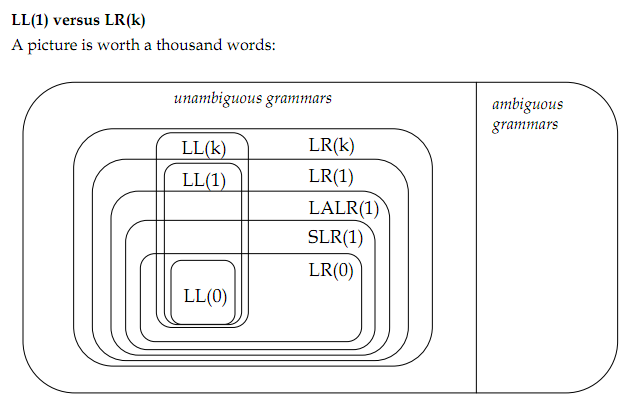 LL(1) versus LR(k)
A picture is worth a thousand words:
unambiguous grammars
ambiguous
grammars
LL(k)
LR(k)
LL(1)
LR(1)
LALR(1)
SLR(1)
LR(0)
LL(0)